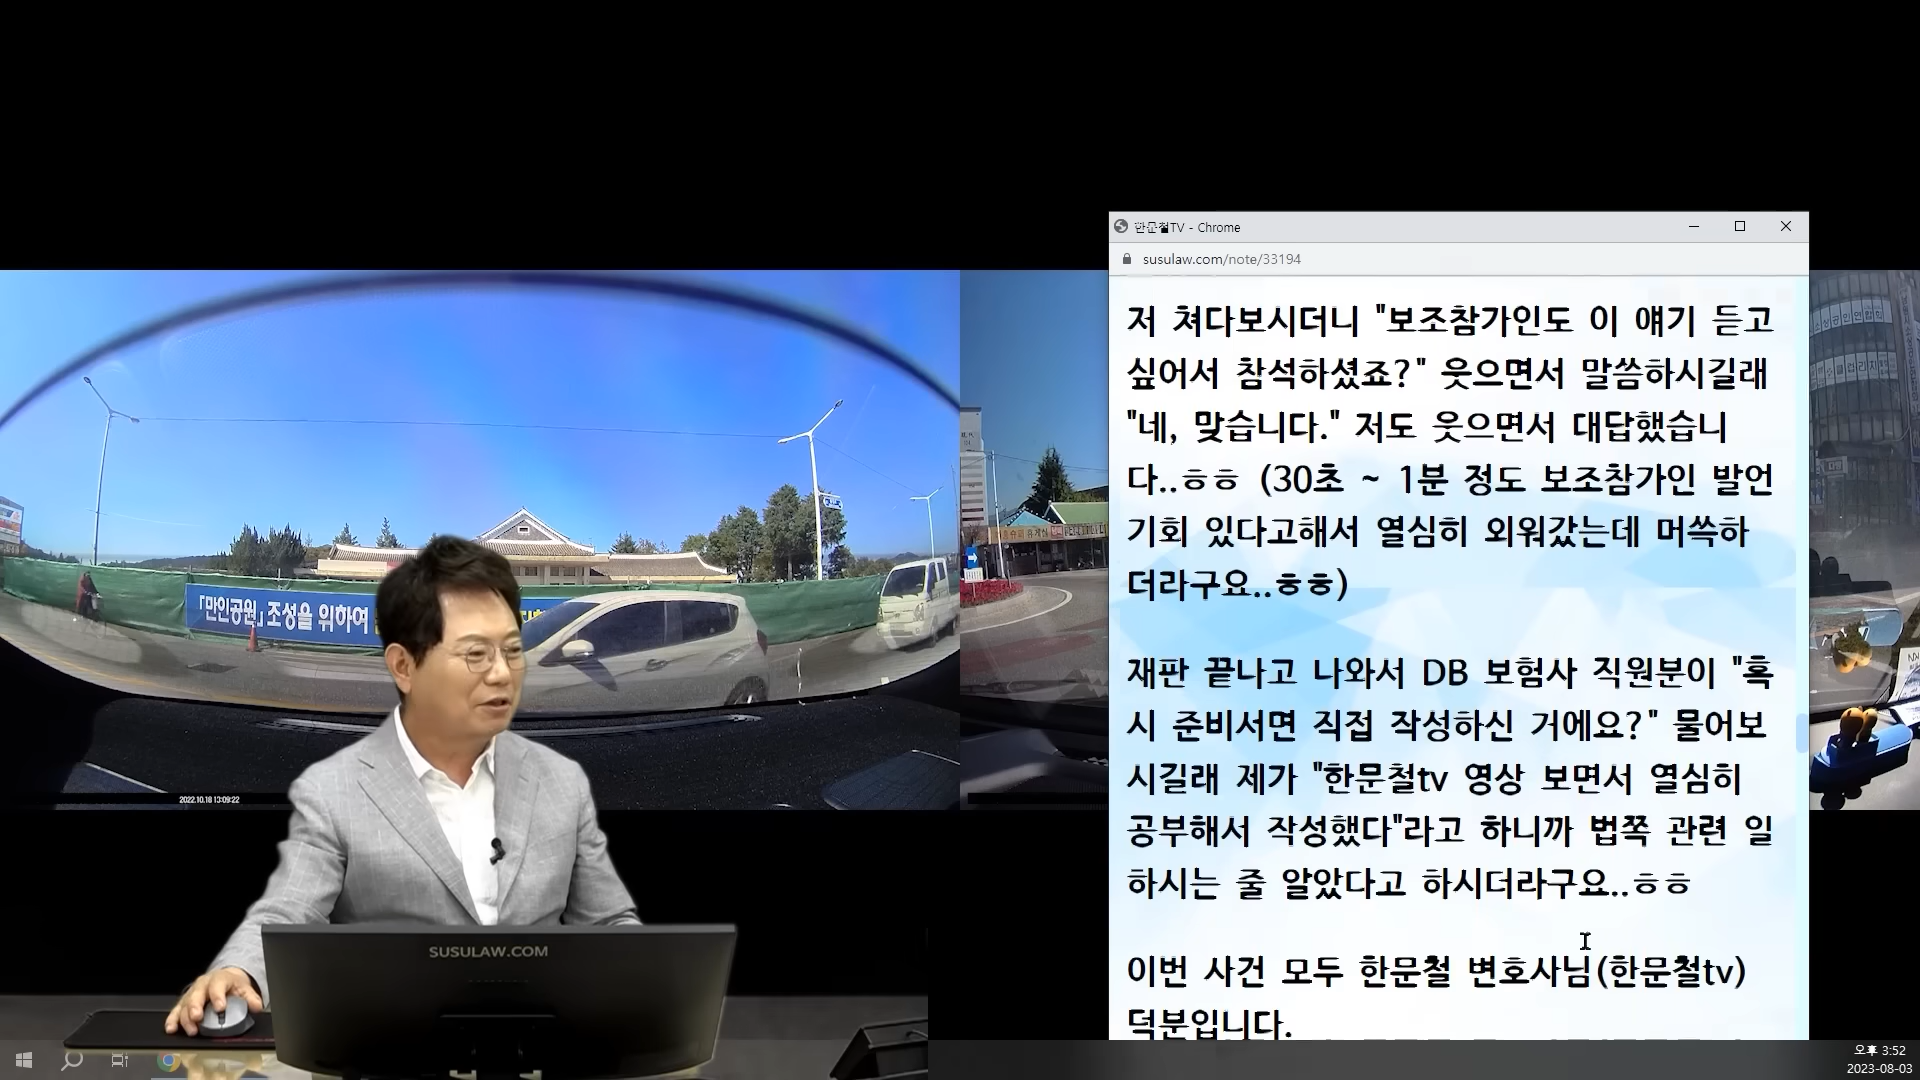 한문철TV - Chrome
susulaw.com/note/33194
저 쳐다보시더니 "보조참가인도 이 얘기 듣고
싶어서 참석하셨죠?" 웃으면서 말씀하시길래
"네, 맞습니다." 저도 웃으면서 대답했습니
다..ㅎㅎ (30초 ~ 1분 정도 보조참가인 발언
기회 있다고해서 열심히 외워갔는데 머쓱하
더라구요..ㅎㅎ)
재판 끝나고 나와서 DB 보험사 직원분이 "혹
시 준비서면 직접 작성하신 거에요?" 물어보
시길래 제가 "한문철tv 영상 보면서 열심히
공부해서 작성했다"라고 하니까 법쪽 관련 일
하시는 줄 알았다고 하시더라구요..ㅎㅎ
이번 사건 모두 한문철 변호사님(한문철tv)
덕분입니다.
「만인공원」조성을 위하여
2022.10.18 13:09:22
SUSULAW.COM
오후 3:52
2023-08-03